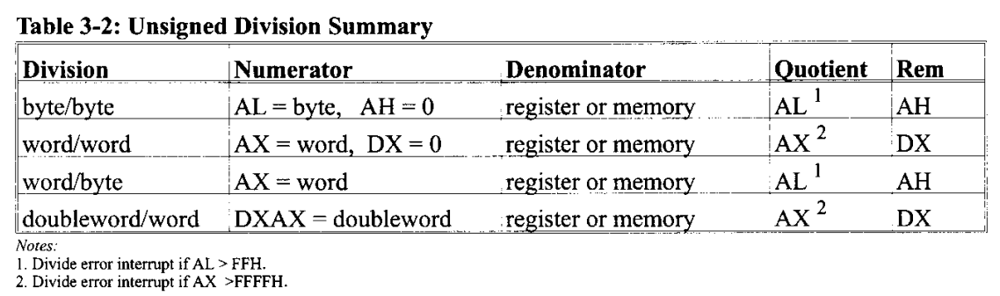 Table 3-2: Unsigned Division Summary
Division Numerator Denominator Quotient Rem
byte/byte AL = byte, AH = 0 register or memory AL 1 AH
word/word AX = word, DX = 0 register or memory AX 2 DX
word/byte AX = word register or memory AL 1 AH
doubleword/word DXAX = doubleword register or memory AX 2 DX
Notes:
1. Divide error interrupt if AL > FFH.
2. Divide error interrupt if AX >FFFFH.